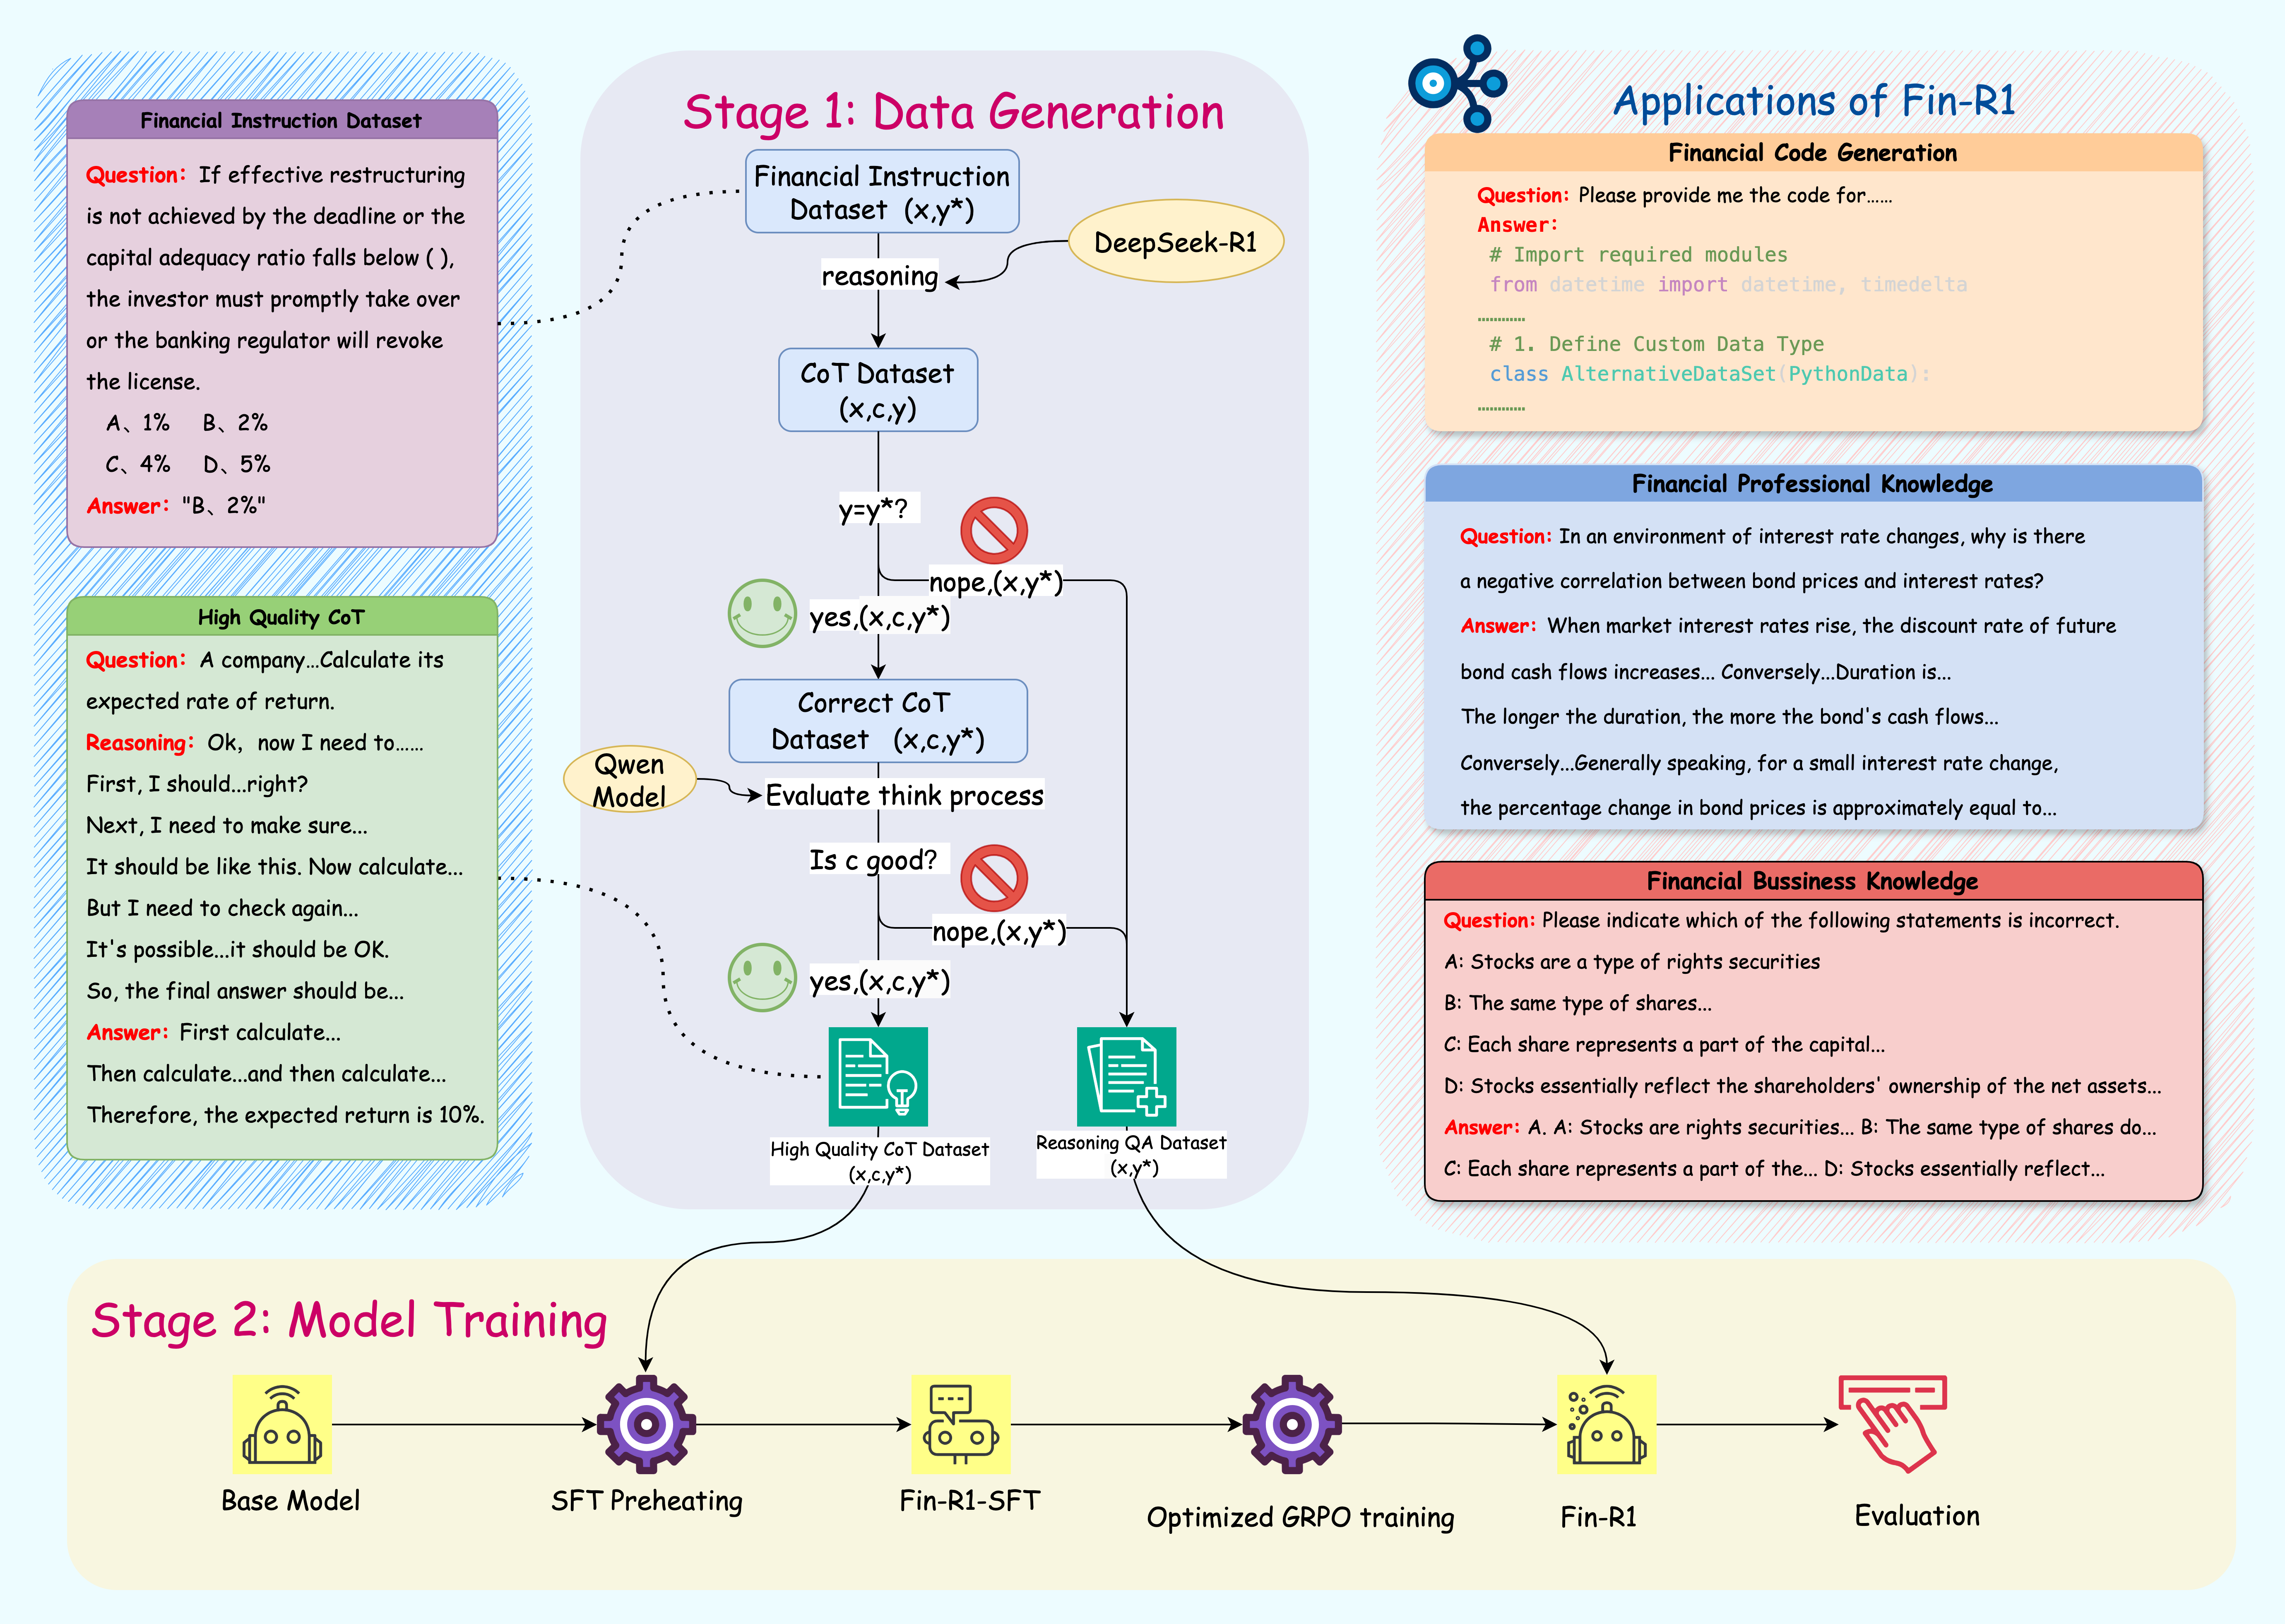 Financial Instruction Dataset
Question: If effective restructuring
is not achieved by the deadline or the
capital adequacy ratio falls below ( ),
the investor must promptly take over
or the banking regulator will revoke
the license.
A、1% B、2%
C、4% D、5%
Answer: "B、2%"
High Quality CoT
Question: A company...Calculate its
expected rate of return.
Reasoning: Ok, now I need to......
First, I should...right?
Next, I need to make sure...
It should be like this. Now calculate...
But I need to check again...
It's possible...it should be OK.
So, the final answer should be...
Answer: First calculate...
Then calculate...and then calculate...
Therefore, the expected return is 10%.
Stage 1: Data Generation
Financial Instruction
Dataset (x,y*)
DeepSeek-R1
reasoning
CoT Dataset
(x,c,y)
y=y*?
nope,(x,y*)
yes,(x,c,y*)
Correct CoT
Dataset (x,c,y*)
Qwen
Model
Evaluate think process
Is c good?
nope,(x,y*)
yes,(x,c,y*)
High Quality CoT Dataset
(x,c,y*)
Reasoning QA Dataset
(x,y*)
Applications of Fin-R1
Financial Code Generation
Question: Please provide me the code for......
Answer:
# Import required modules
from datetime import datetime, timedelta
............
# 1. Define Custom Data Type
class AlternativeDataSet(PythonData):
............
Financial Professional Knowledge
Question: In an environment of interest rate changes, why is there
a negative correlation between bond prices and interest rates?
Answer: When market interest rates rise, the discount rate of future
bond cash flows increases... Conversely...Duration is...
The longer the duration, the more the bond's cash flows...
Conversely...Generally speaking, for a small interest rate change,
the percentage change in bond prices is approximately equal to...
Financial Bussiness Knowledge
Question: Please indicate which of the following statements is incorrect.
A: Stocks are a type of rights securities
B: The same type of shares...
C: Each share represents a part of the capital...
D: Stocks essentially reflect the shareholders' ownership of the net assets...
Answer: A. A: Stocks are rights securities... B: The same type of shares do...
C: Each share represents a part of the... D: Stocks essentially reflect...
Stage 2: Model Training
Base Model
SFT Preheating
Fin-R1-SFT
Optimized GRPO training
Fin-R1
Evaluation